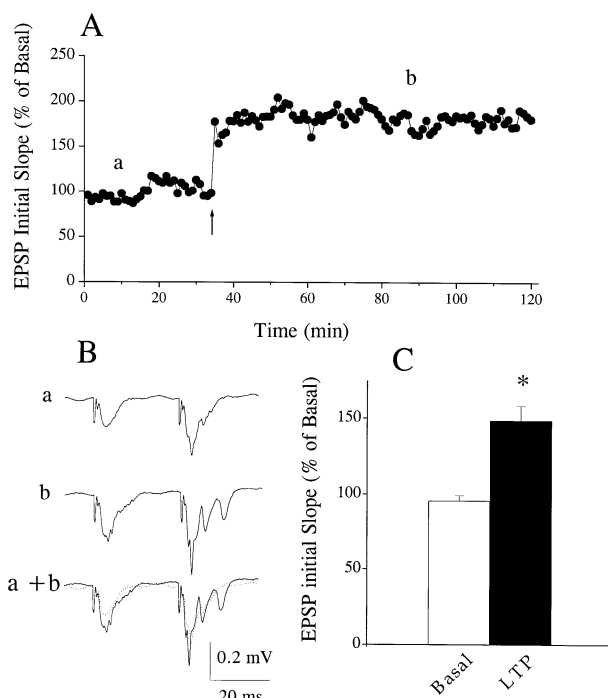 A
EPSP Initial Slope (% of Basal)
250
200
150
100
50
0
a
b
0 20 40 60 80 100 120
Time (min)
B
a
b
a + b
0.2 mV
20 ms
C
EPSP initial Slope (% of Basal)
150
100
50
0
*
Basal
LTP